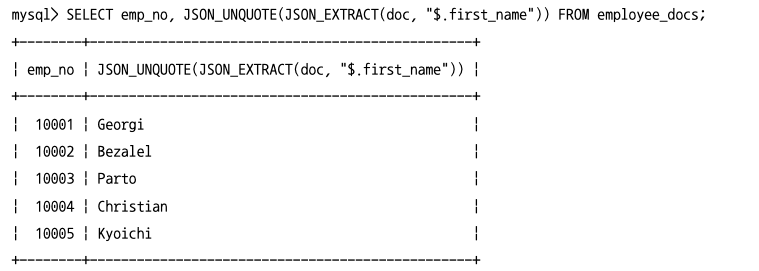 mysql> SELECT emp_no, JSON_UNQUOTE(JSON_EXTRACT(doc, "$.first_name")) FROM employee_docs;
+--------+-------------------------------------------------+
| emp_no | JSON_UNQUOTE(JSON_EXTRACT(doc, "$.first_name")) |
+--------+-------------------------------------------------+
|  10001 | Georgi                                          |
|  10002 | Bezalel                                         |
|  10003 | Parto                                           |
|  10004 | Christian                                       |
|  10005 | Kyoichi                                         |
+--------+-------------------------------------------------+